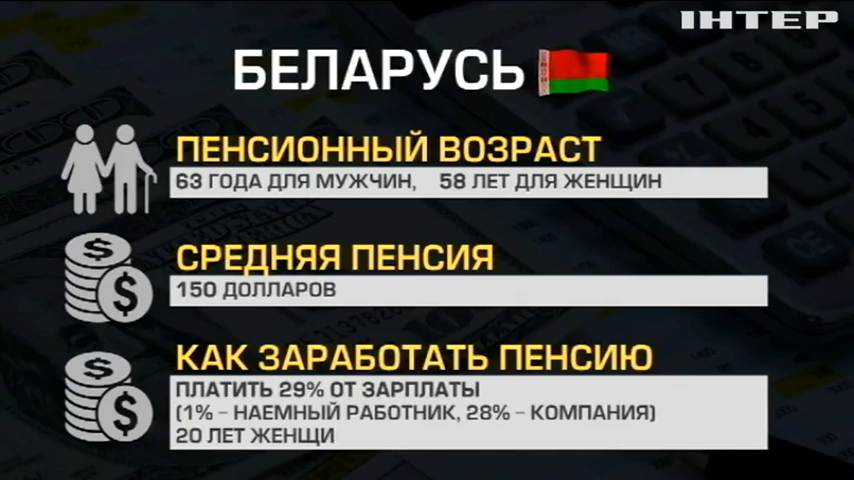 ІНТЕР
БЕЛАРУСЬ
ПЕНСИОННЫЙ ВОЗРАСТ
63 ГОДА ДЛЯ МУЖЧИН, 58 ЛЕТ ДЛЯ ЖЕНЩИН
СРЕДНЯЯ ПЕНСИЯ
150 ДОЛЛАРОВ
КАК ЗАРАБОТАТЬ ПЕНСИЮ
ПЛАТИТЬ 29% ОТ ЗАРПЛАТЫ
(1% – НАЕМНЫЙ РАБОТНИК, 28% – КОМПАНИЯ)
20 ЛЕТ ЖЕНЩИ